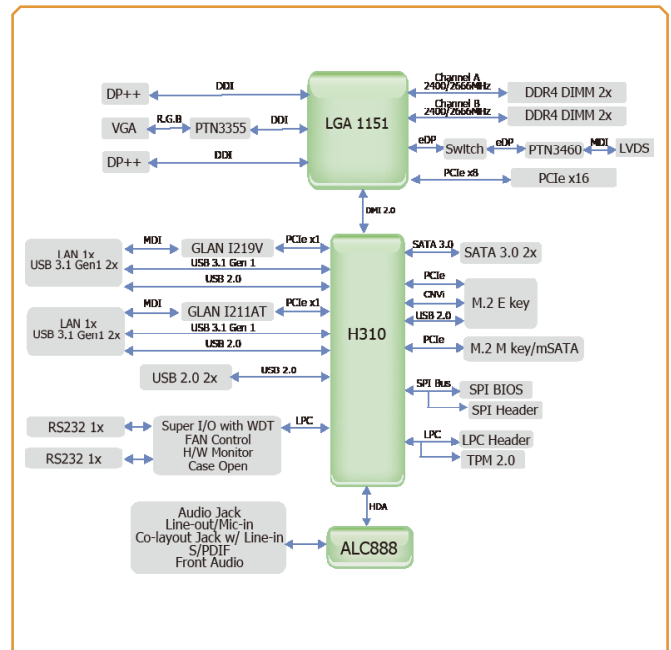 DP++
DDI
VGA
R.G.B
PTN3355
DDI
DP++
DDI
LGA 1151
Channel A
2400/2666MHz
DDR4 DIMM 2x
Channel B
2400/2666MHz
DDR4 DIMM 2x
eDP
Switch
eDP
PTN3460
MDI
LVDS
PCIe x8
PCIe x16
DMI 2.0
LAN 1x
USB 3.1 Gen1 2x
MDI
GLAN I219V
PCIe x1
USB 3.1 Gen 1
USB 2.0
LAN 1x
USB 3.1 Gen1 2x
MDI
GLAN I211AT
PCIe x1
USB 3.1 Gen 1
USB 2.0
USB 2.0 2x
USB 2.0
RS232 1x
RS232 1x
Super I/O with WDT
FAN Control
H/W Monitor
Case Open
LPC
H310
SATA 3.0
SATA 3.0 2x
PCIe
CNVi
USB 2.0
M.2 E key
PCIe
M.2 M key/mSATA
SPI Bus
SPI BIOS
SPI Header
LPC
LPC Header
TPM 2.0
HDA
Audio Jack
Line-out/Mic-in
Co-layout Jack w/ Line-in
S/PDIF
Front Audio
ALC888